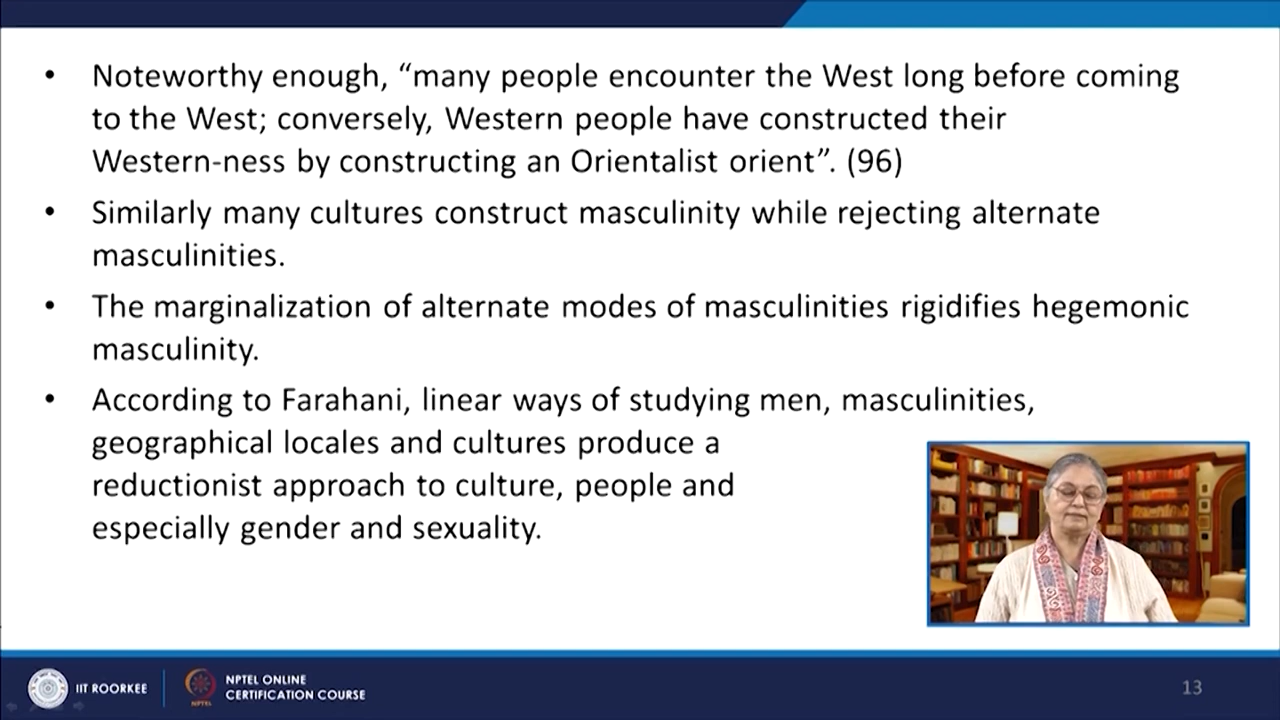 • Noteworthy enough, “many people encounter the West long before coming
to the West; conversely, Western people have constructed their
Western-ness by constructing an Orientalist orient”. (96)
• Similarly many cultures construct masculinity while rejecting alternate
masculinities.
• The marginalization of alternate modes of masculinities rigidifies hegemonic
masculinity.
• According to Farahani, linear ways of studying men, masculinities,
geographical locales and cultures produce a
reductionist approach to culture, people and
especially gender and sexuality.
IIT ROORKEE
NPTEL
NPTEL ONLINE
CERTIFICATION COURSE
13